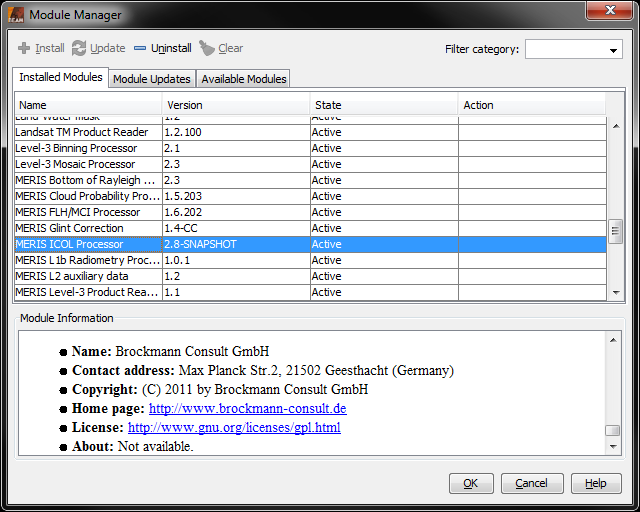 BEAM
Module Manager
Install Update Uninstall Clear Filter category:
Installed Modules Module Updates Available Modules
Name Version State Action
Land Water mask 1.2 Active
Landsat TM Product Reader 1.2.100 Active
Level-3 Binning Processor 2.1 Active
Level-3 Mosaic Processor 2.3 Active
MERIS Bottom of Rayleigh ... 2.3 Active
MERIS Cloud Probability Pro... 1.5.203 Active
MERIS FLH/MCI Processor 1.6.202 Active
MERIS Glint Correction 1.4-CC Active
MERIS ICOL Processor 2.8-SNAPSHOT Active
MERIS L1b Radiometry Proc... 1.0.1 Active
MERIS L2 auxiliary data 1.2 Active
MERIS Level-3 Product Rea... 1.1 Active
Module Information
● Name: Brockmann Consult GmbH
● Contact address: Max Planck Str.2, 21502 Geesthacht (Germany)
● Copyright: (C) 2011 by Brockmann Consult GmbH
● Home page: http://www.brockmann-consult.de
● License: http://www.gnu.org/licenses/gpl.html
● About: Not available.
OK Cancel Help